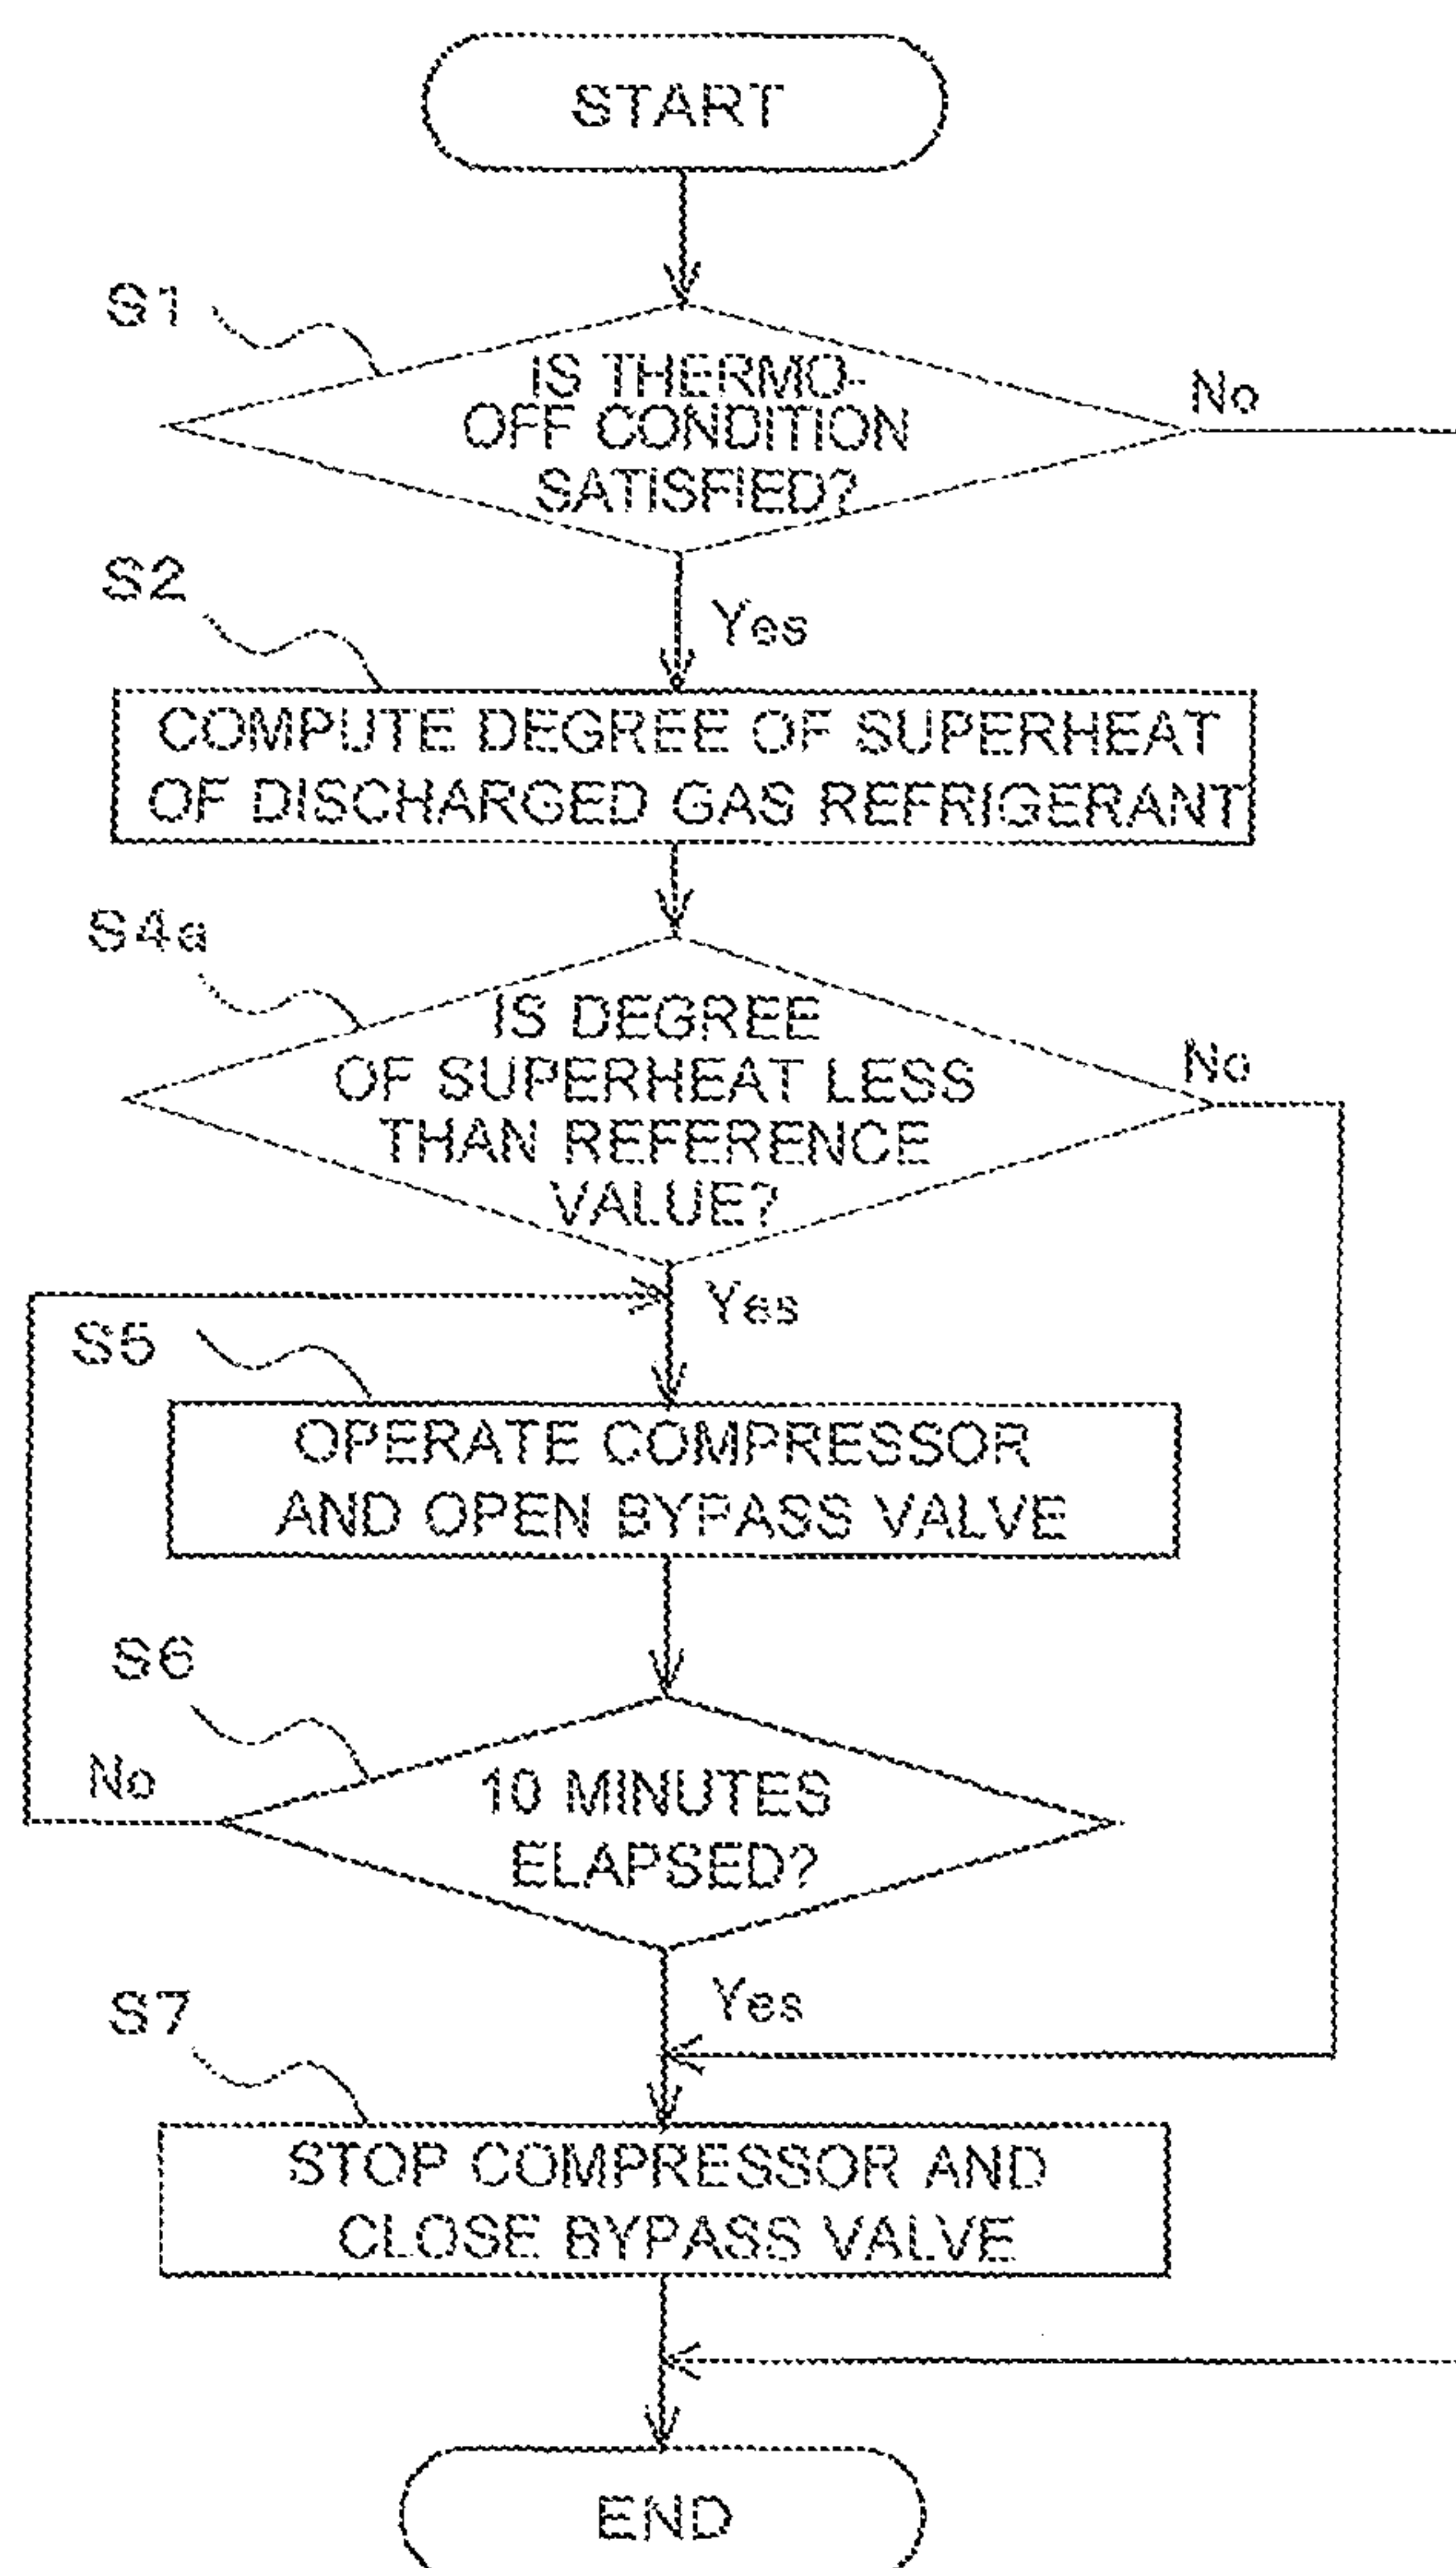 START
S1
IS THERMO-
OFF CONDITION
SATISFIED?
No
S2
Yes
COMPUTE DEGREE OF SUPERHEAT
OF DISCHARGED GAS REFRIGERANT
S4a
IS DEGREE
OF SUPERHEAT LESS
THAN REFERENCE
VALUE?
No
Yes
S5
OPERATE COMPRESSOR
AND OPEN BYPASS VALVE
S6
No
10 MINUTES
ELAPSED?
Yes
S7
STOP COMPRESSOR AND
CLOSE BYPASS VALVE
END